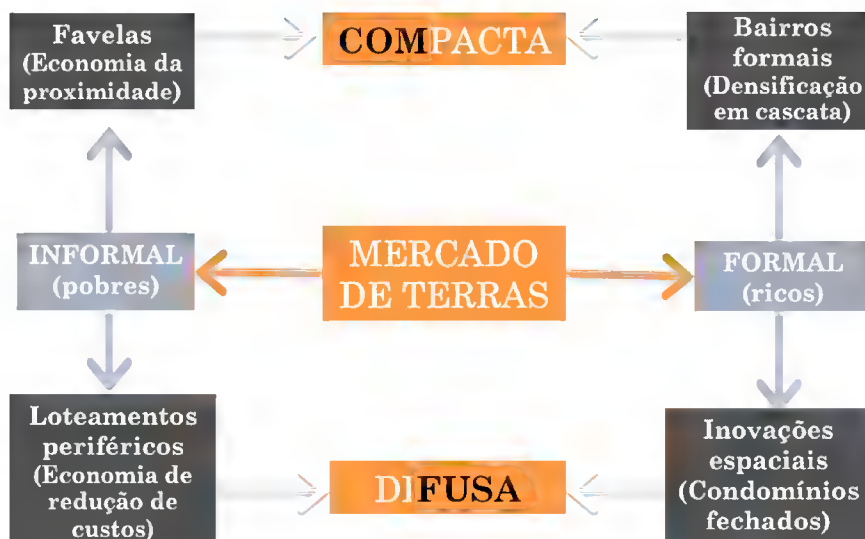 Favelas
(Economia da
proximidade)
COMPACTA
Bairros
formais
(Densificação
em cascata)
INFORMAL
(pobres)
MERCADO
DE TERRAS
FORMAL
(ricos)
Loteamentos
periféricos
(Economia de
redução de
custos)
DIFUSA
Inovações
espaciais
(Condomínios
fechados)